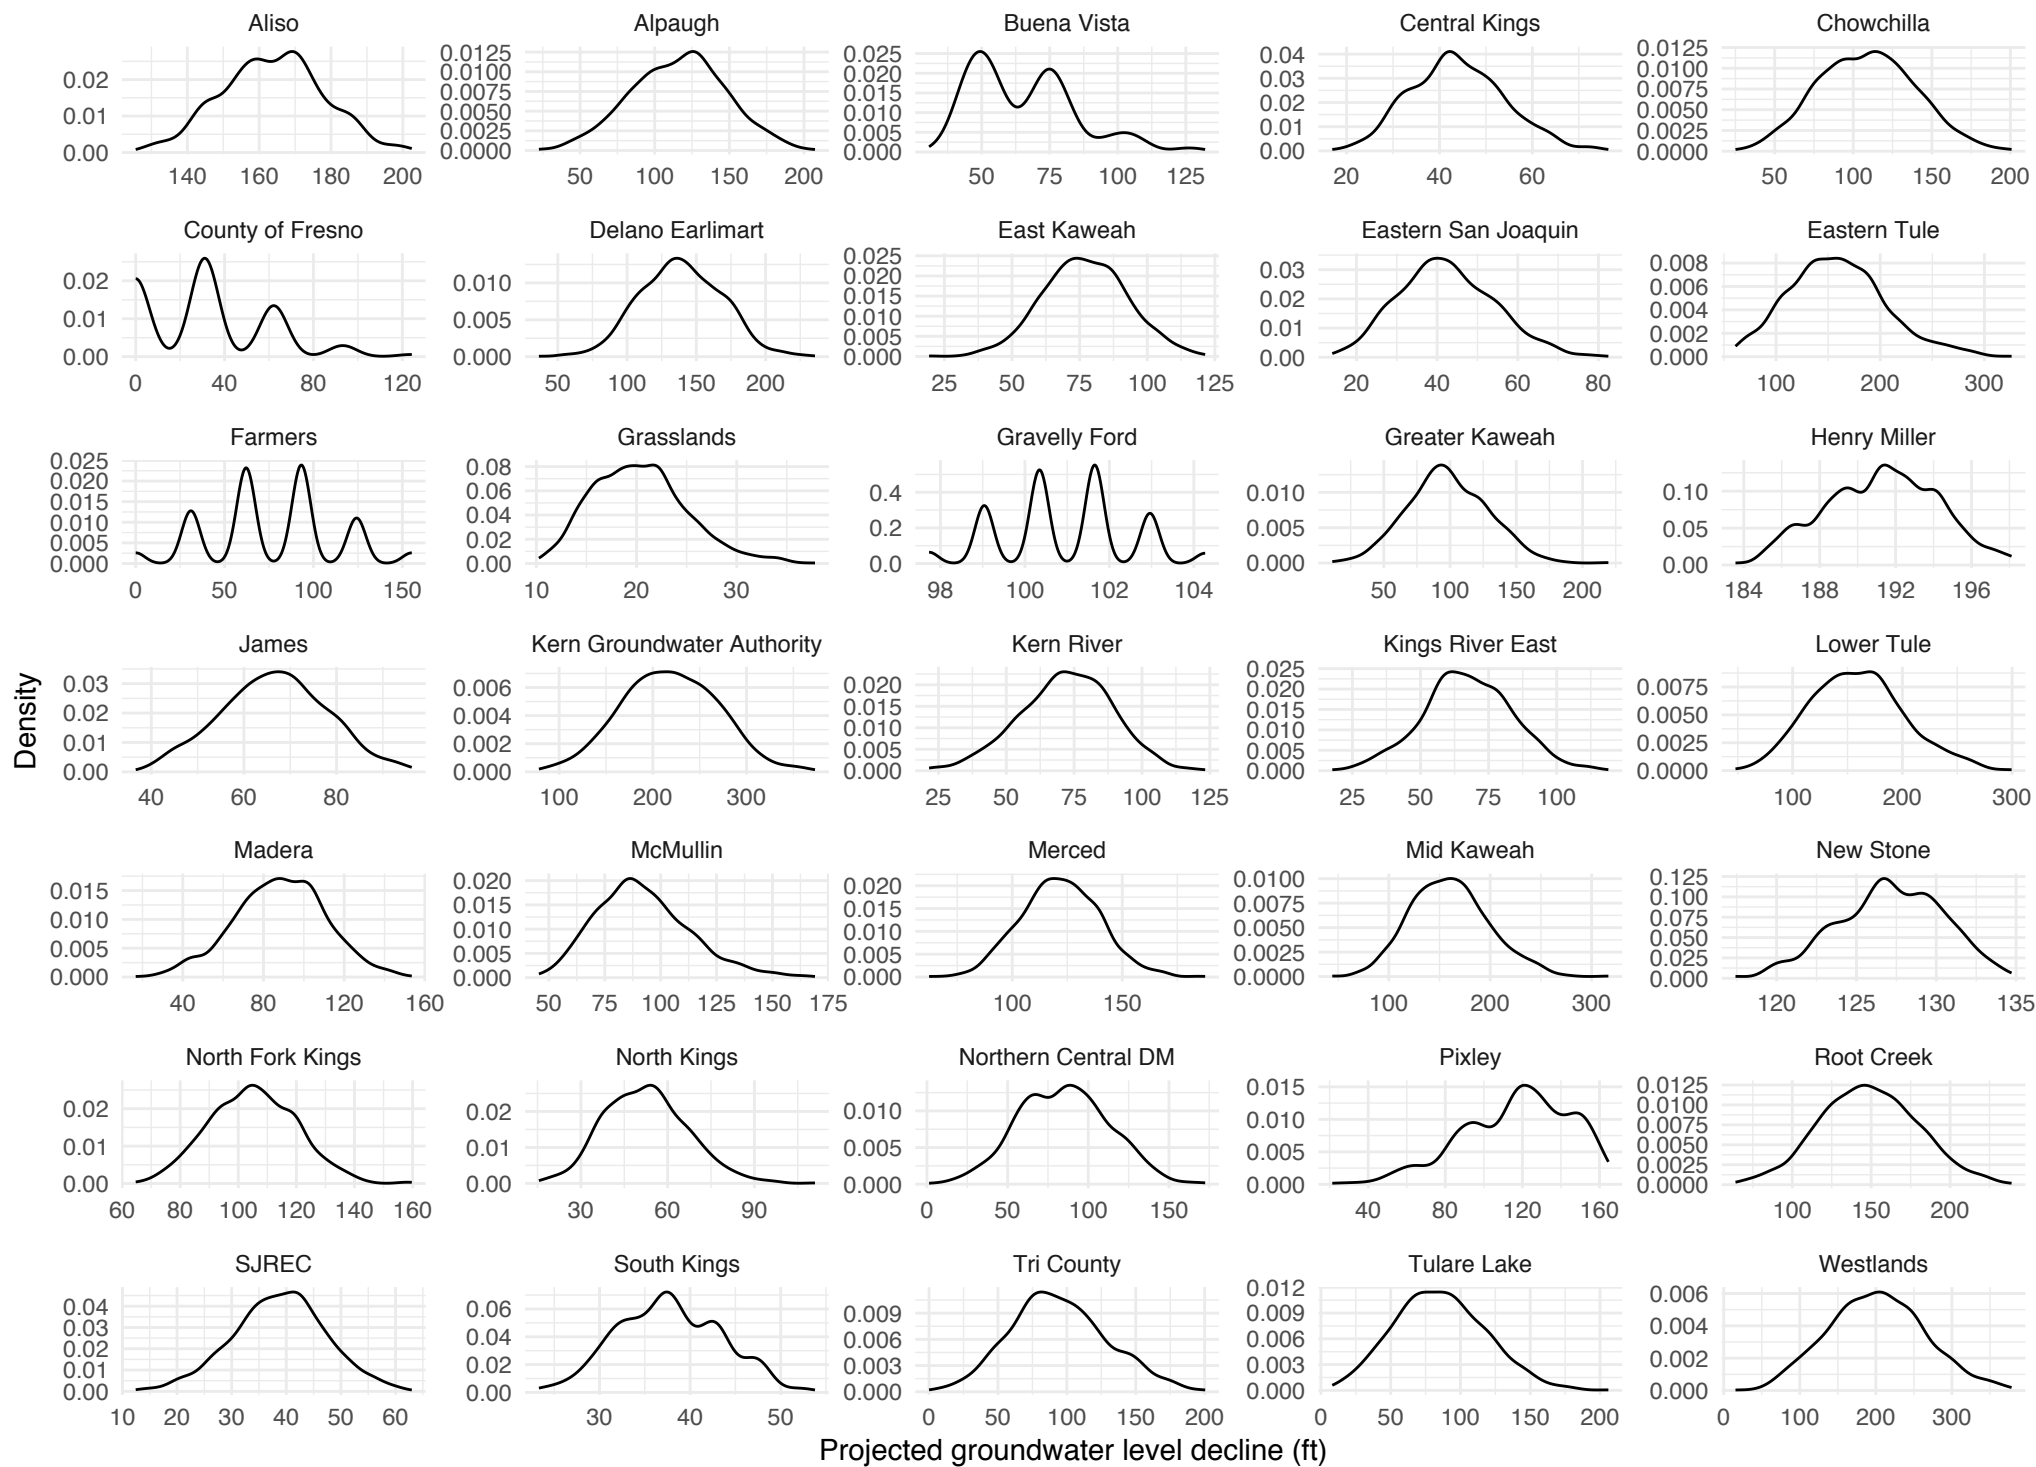 Aliso Alpaugh Buena Vista Central Kings Chowchilla
0.02 0.01 0.00
140 160 180 200
0.0125 0.0100 0.0075 0.0050 0.0025 0.0000
50 100 150 200
0.025 0.020 0.015 0.010 0.005 0.000
50 75 100 125
0.04 0.03 0.02 0.01 0.00
20 40 60
0.0125 0.0100 0.0075 0.0050 0.0025 0.0000
50 100 150 200
County of Fresno Delano Earlimart East Kaweah Eastern San Joaquin Eastern Tule
0.02 0.01 0.00
0 40 80 120
0.010 0.005 0.000
50 100 150 200
0.025 0.020 0.015 0.010 0.005 0.000
25 50 75 100 125
0.03 0.02 0.01 0.00
20 40 60 80
0.008 0.006 0.004 0.002 0.000
100 200 300
Farmers Grasslands Gravelly Ford Greater Kaweah Henry Miller
0.025 0.020 0.015 0.010 0.005 0.000
0 50 100 150
0.08 0.06 0.04 0.02 0.00
10 20 30
0.4 0.2 0.0
98 100 102 104
0.010 0.005 0.000
50 100 150 200
0.10 0.05 0.00
184 188 192 196
James Kern Groundwater Authority Kern River Kings River East Lower Tule
0.03 0.02 0.01 0.00
40 60 80
0.006 0.004 0.002 0.000
100 200 300
0.020 0.015 0.010 0.005 0.000
25 50 75 100 125
0.025 0.020 0.015 0.010 0.005 0.000
25 50 75 100
0.0075 0.0050 0.0025 0.0000
100 200 300
Density
Madera McMullin Merced Mid Kaweah New Stone
0.015 0.010 0.005 0.000
40 80 120 160
0.020 0.015 0.010 0.005 0.000
50 75 100 125 150 175
0.020 0.015 0.010 0.005 0.000
100 150
0.0100 0.0075 0.0050 0.0025 0.0000
100 200 300
0.125 0.100 0.075 0.050 0.025 0.000
120 125 130 135
North Fork Kings North Kings Northern Central DM Pixley Root Creek
0.02 0.01 0.00
60 80 100 120 140 160
0.02 0.01 0.00
30 60 90
0.010 0.005 0.000
0 50 100 150
0.015 0.010 0.005 0.000
40 80 120 160
0.0125 0.0100 0.0075 0.0050 0.0025 0.0000
100 150 200
SJREC South Kings Tri County Tulare Lake Westlands
0.04 0.03 0.02 0.01 0.00
10 20 30 40 50 60
0.06 0.04 0.02 0.00
30 40 50
0.009 0.006 0.003 0.000
0 50 100 150 200
0.012 0.009 0.006 0.003 0.000
0 50 100 150 200
0.006 0.004 0.002 0.000
0 100 200 300
Projected groundwater level decline (ft)